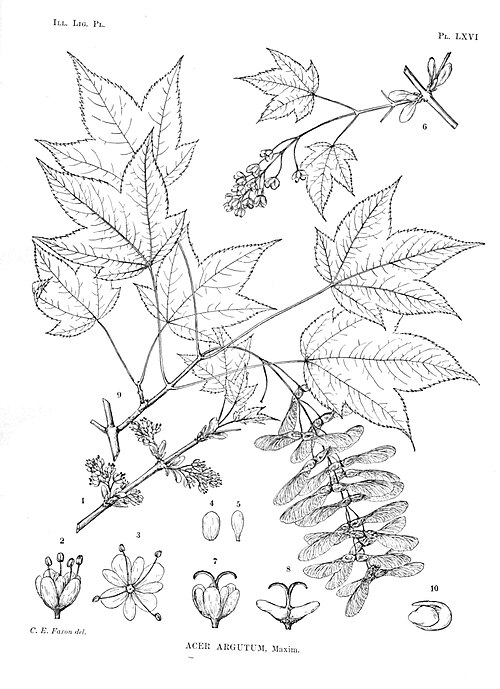 Ill. Lig. Pl.
Pl. LXVI
6
9
1
4 5
2 3
7 8
10
C. E. Faxon del.
ACER ARGUTUM, Maxim.